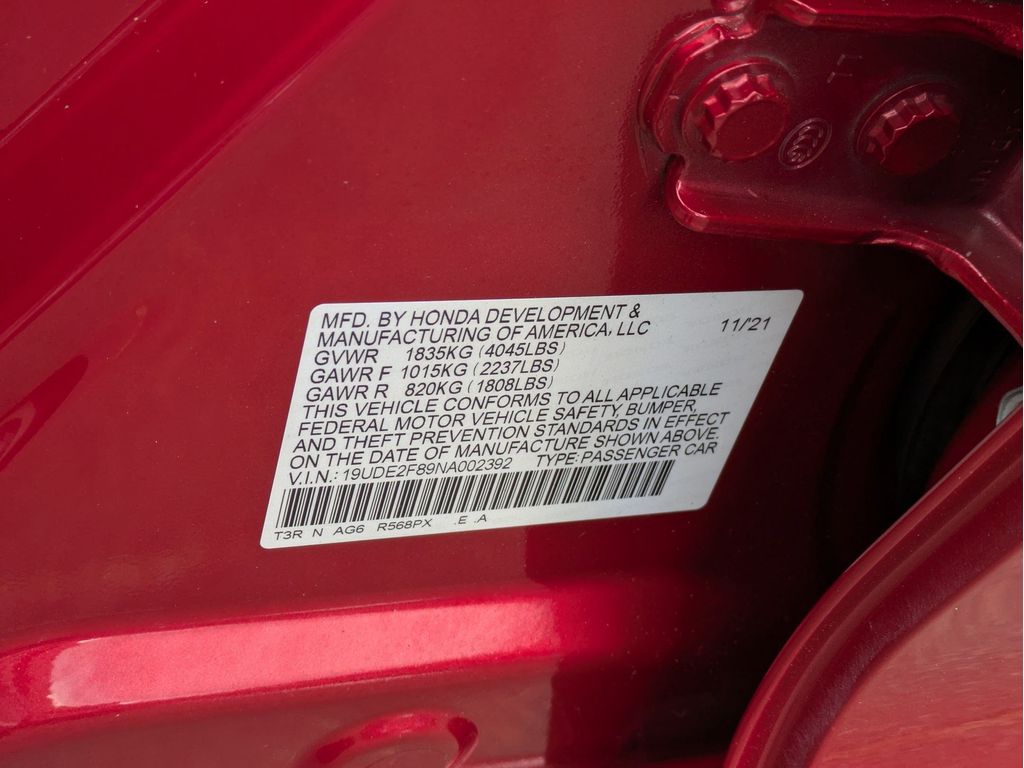 MFD. BY HONDA DEVELOPMENT &
MANUFACTURING OF AMERICA, LLC 11/21
GVWR 1835KG (4045LBS)
GAWR F 1015KG (2237LBS)
GAWR R 820KG (1808LBS)
THIS VEHICLE CONFORMS TO ALL APPLICABLE
FEDERAL MOTOR VEHICLE SAFETY, BUMPER,
AND THEFT PREVENTION STANDARDS IN EFFECT
ON THE DATE OF MANUFACTURE SHOWN ABOVE
V.I.N.: 19UDE2F89NA002392 TYPE: PASSENGER CAR
T3R N AG6 R568PX .E .A